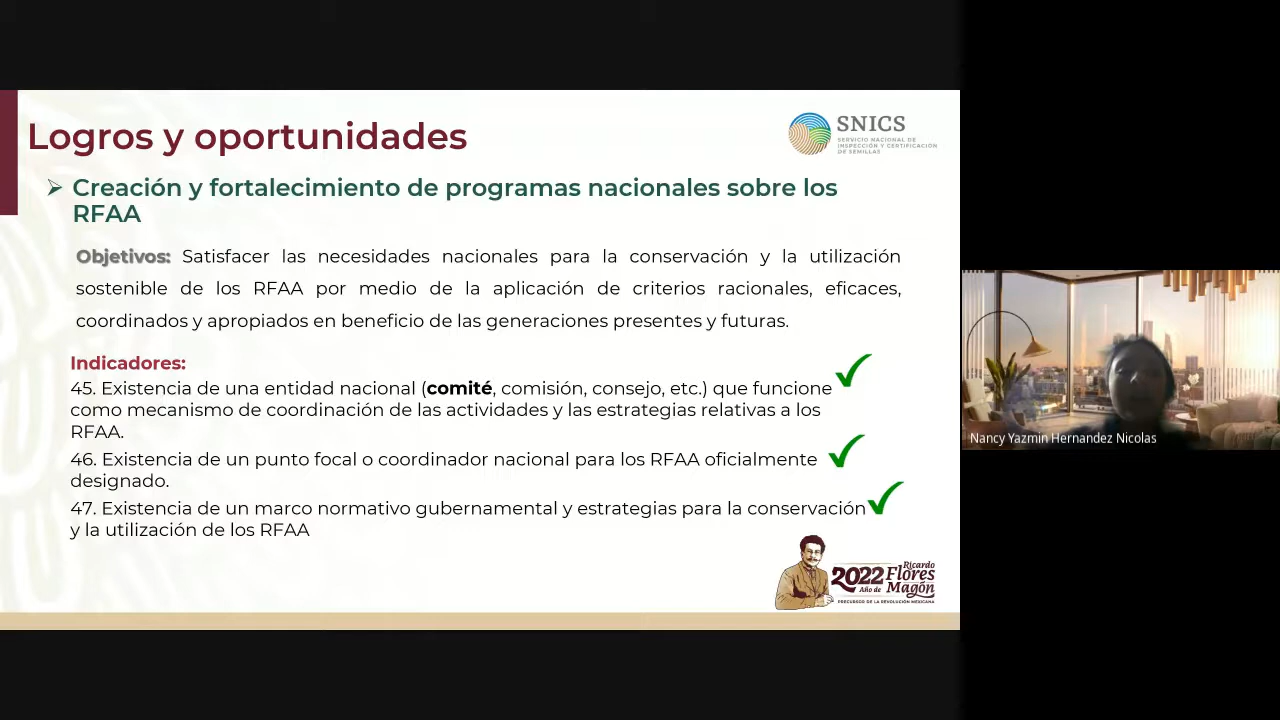 Logros y oportunidades
SNICS
SERVICIO NACIONAL DE
INSPECCIÓN Y CERTIFICACIÓN
DE SEMILLAS
➢ Creación y fortalecimiento de programas nacionales sobre los
RFAA
Objetivos: Satisfacer las necesidades nacionales para la conservación y la utilización
sostenible de los RFAA por medio de la aplicación de criterios racionales, eficaces,
coordinados y apropiados en beneficio de las generaciones presentes y futuras.
Indicadores:
45. Existencia de una entidad nacional (comité, comisión, consejo, etc.) que funcione
como mecanismo de coordinación de las actividades y las estrategias relativas a los
RFAA.
46. Existencia de un punto focal o coordinador nacional para los RFAA oficialmente
designado.
47. Existencia de un marco normativo gubernamental y estrategias para la conservación
y la utilización de los RFAA
2022 Ricardo
Año de Flores
Magón
PRECURSOR DE LA REVOLUCIÓN MEXICANA
Nancy Yazmin Hernandez Nicolas